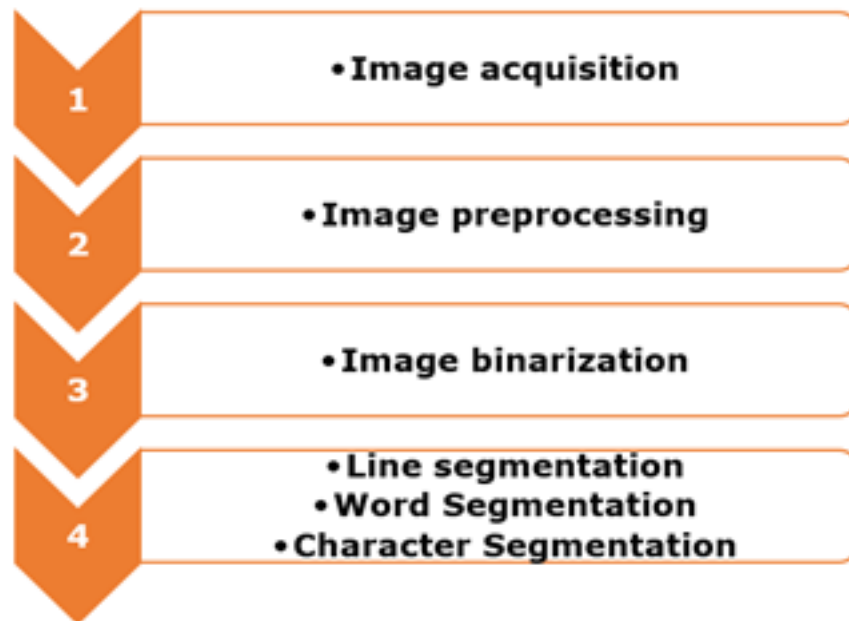 1
•Image acquisition
2
•Image preprocessing
3
•Image binarization
4
•Line segmentation
•Word Segmentation
•Character Segmentation